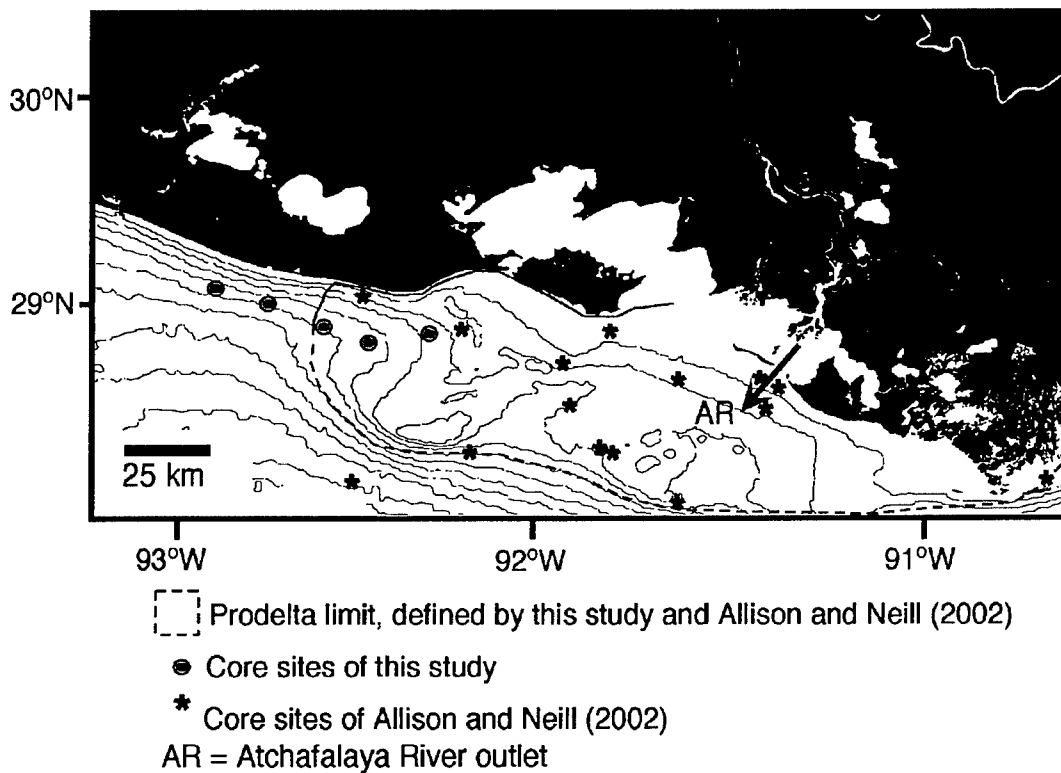 30°N
29°N
AR
25 km
93°W
92°W
91°W
Prodelta limit, defined by this study and Allison and Neill (2002)
Core sites of this study
* Core sites of Allison and Neill (2002)
AR = Atchafalaya River outlet